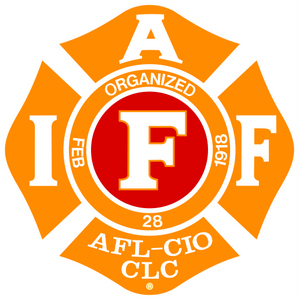 A
ORGANIZED
I F F
FEB 1918
28
AFL-CIO
CLC
®